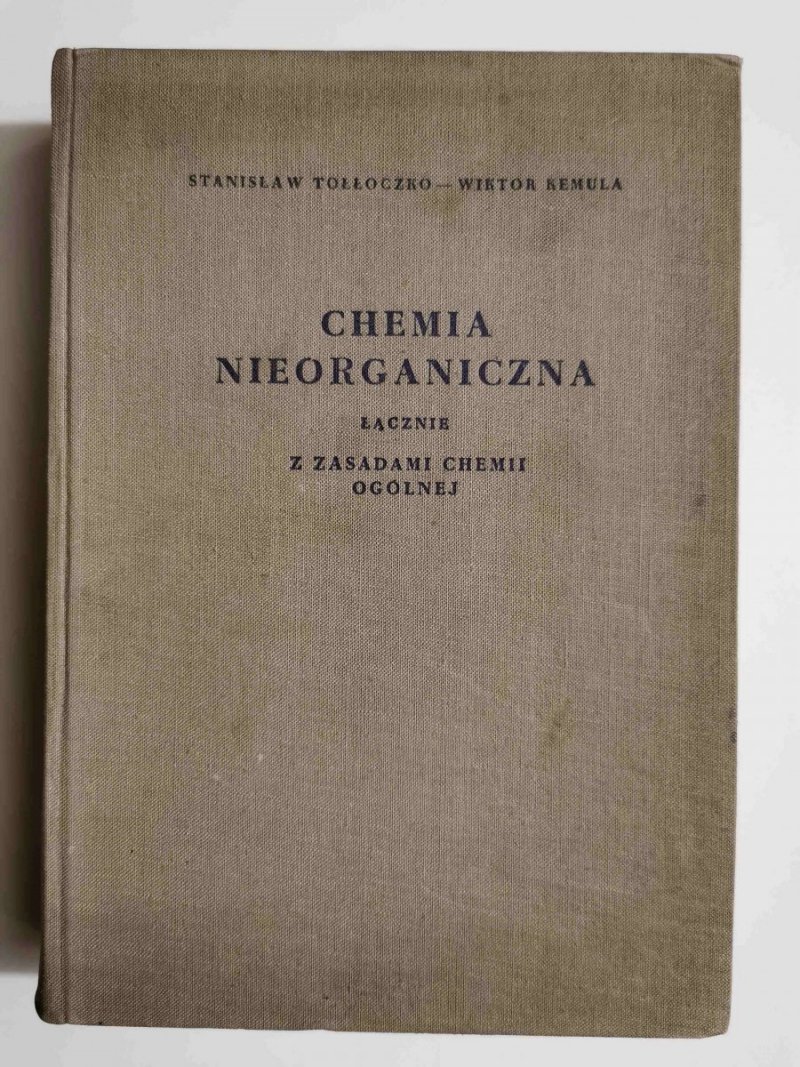 STANISŁAW TOŁŁOCZKO — WIKTOR KEMULA
CHEMIA
NIEORGANICZNA
ŁĄCZNIE
Z ZASADAMI CHEMII
OGÓLNEJ